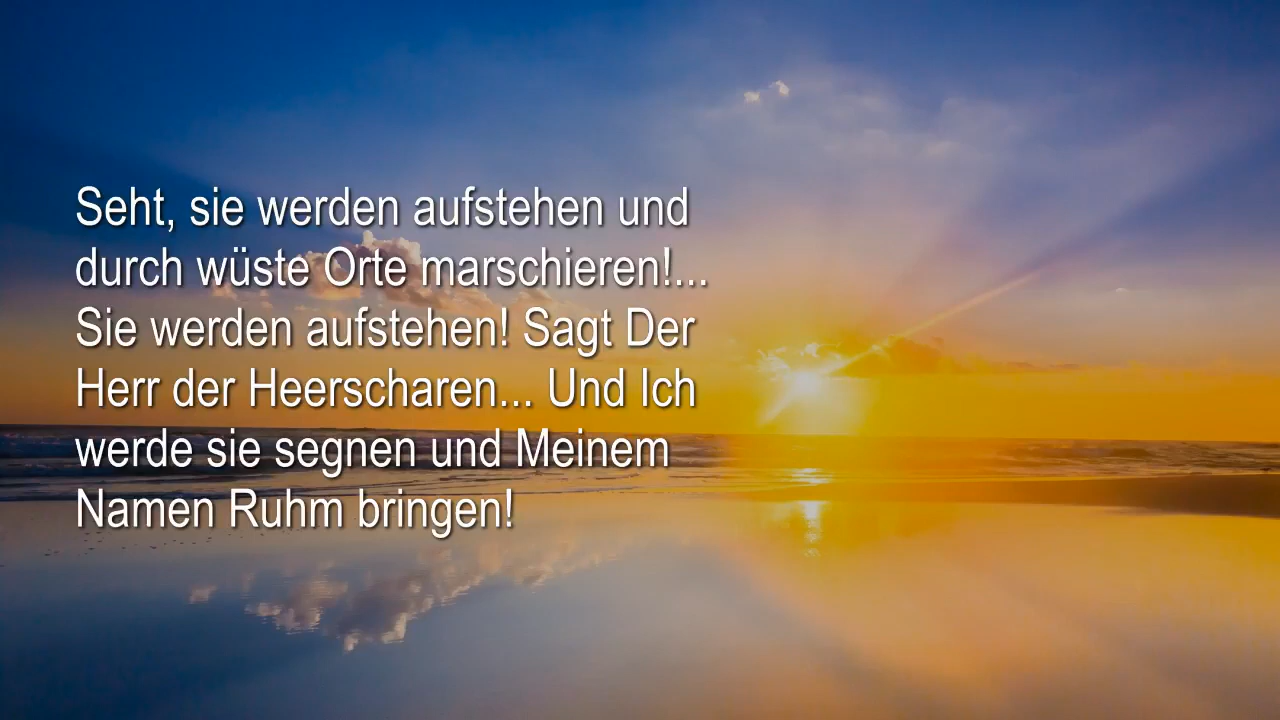 Seht, sie werden aufstehen und
durch wüste Orte marschieren!...
Sie werden aufstehen! Sagt Der
Herr der Heerscharen... Und Ich
werde sie segnen und Meinem
Namen Ruhm bringen!